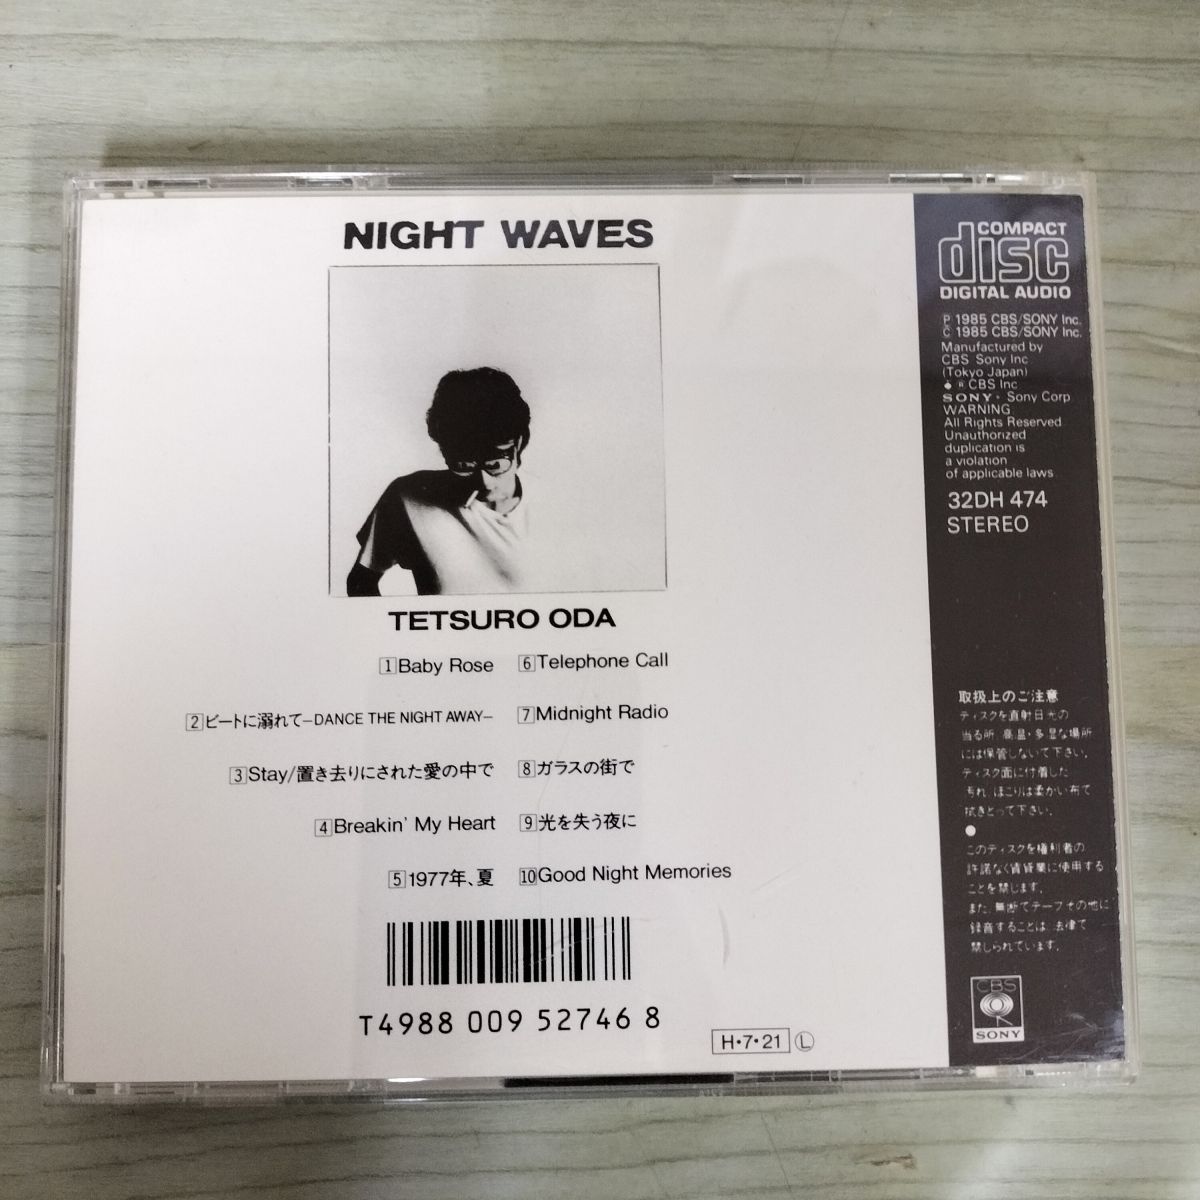 NIGHT WAVES
TETSURO ODA
1 Baby Rose
2 ビートに溺れて–DANCE THE NIGHT AWAY–
3 Stay/置き去りにされた愛の中で
4 Breakin' My Heart
5 1977年、夏
6 Telephone Call
7 Midnight Radio
8 ガラスの街で
9 光を失う夜に
10 Good Night Memories
T4988 009 52746 8
H・7・21 Ⓛ
COMPACT
disc
DIGITAL AUDIO
Ⓟ 1985 CBS/SONY Inc.
© 1985 CBS/SONY Inc.
Manufactured by
CBS Sony Inc
(Tokyo Japan)
® CBS Inc
SONY・Sony Corp
WARNING
All Rights Reserved
Unauthorized
duplication is
a violation
of applicable laws
32DH 474
STEREO
取扱上のご注意
ディスクを直射日光の
当る所、高温・多湿な場所
には保管しないで下さい。
ディスク面に付着した
汚れ、ほこりは柔かい布で
拭きとって下さい。
●
このディスクを権利者の
許諾なく賃貸業に使用する
ことを禁じます。
また、無断でテープその他に
録音することは、法律で
禁じられています。
CBS
SONY